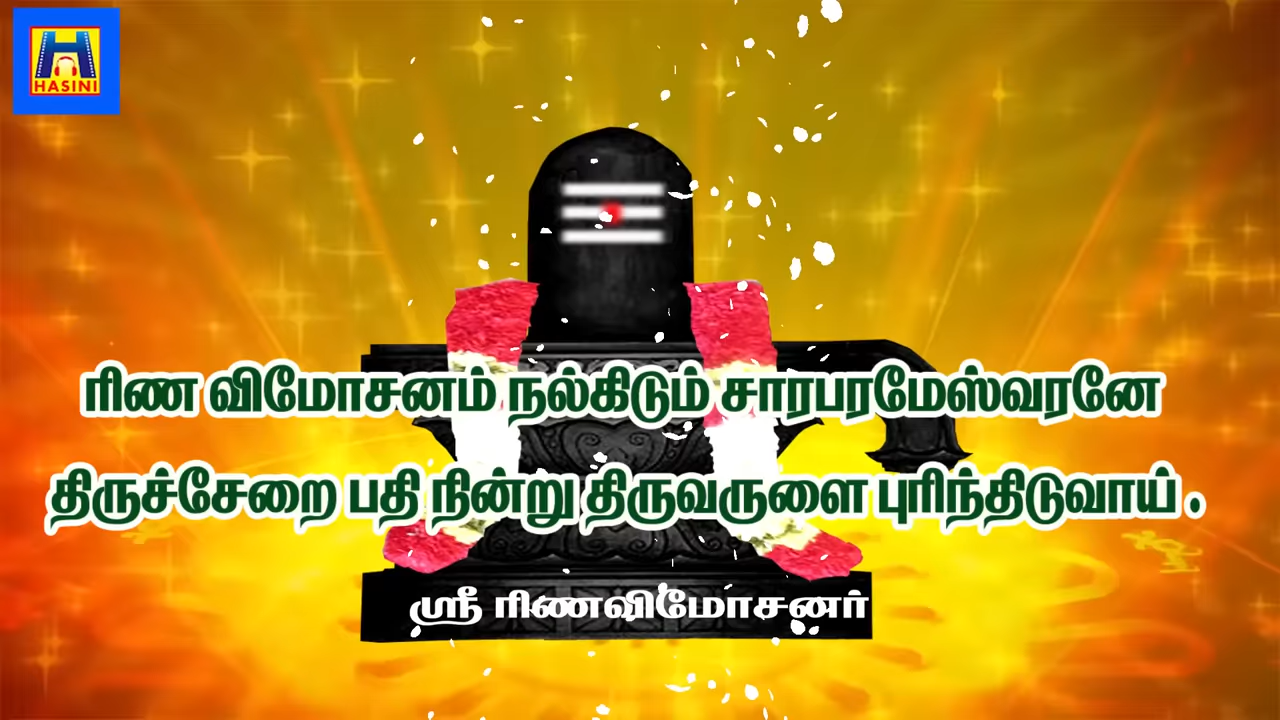 HASINI
ரிண விமோசனம் நல்கிடும் சாரபரமேஸ்வரனே
திருச்சேறை பதி நின்று திருவருளை புரிந்திடுவாய் .
ஸ்ரீ ரிணவிமோசனர்